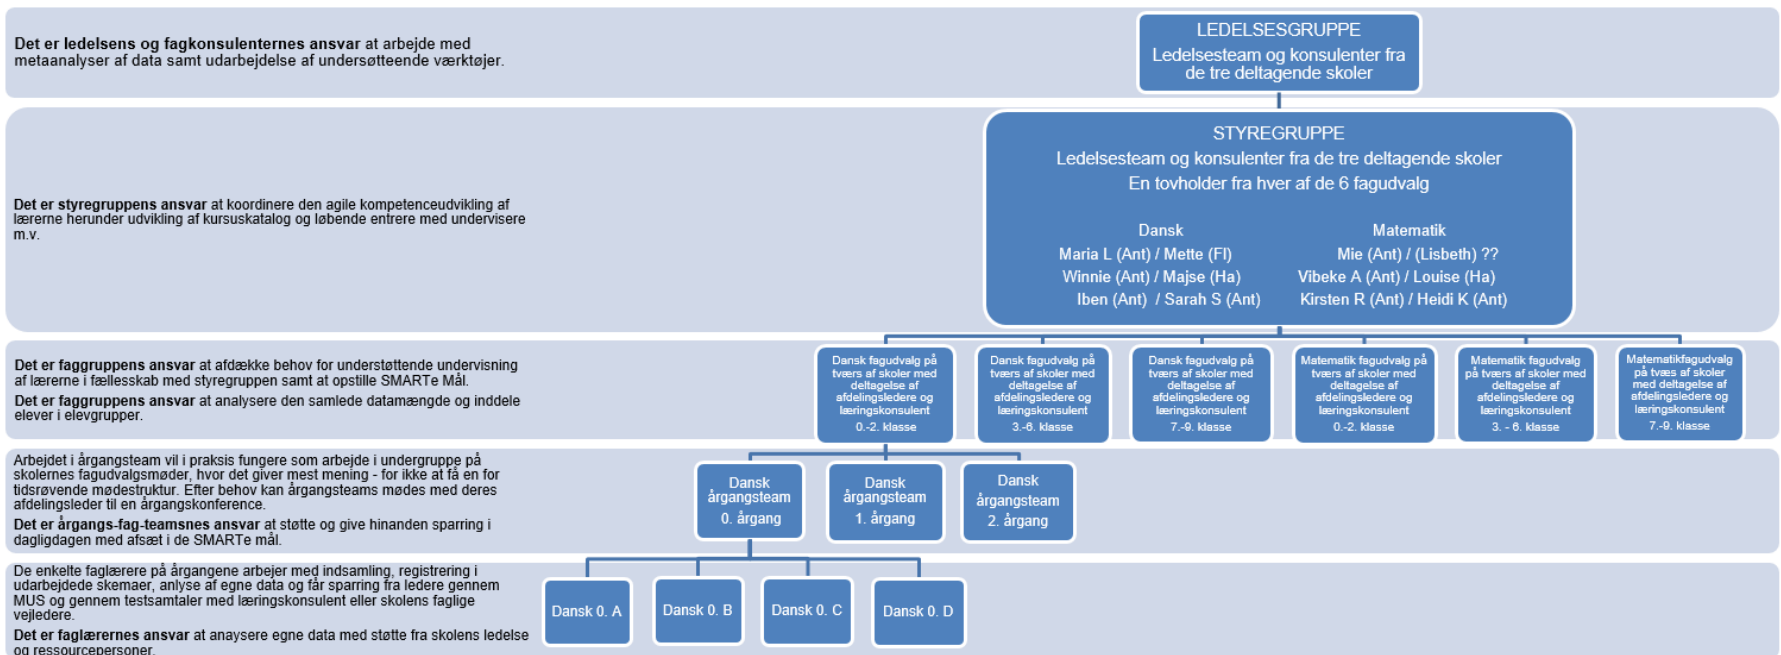 Det er ledelsens og fagkonsulenternes ansvar at arbejde med
metaanalyser af data samt udarbejdelse af undersøtteende værktøjer.
LEDELSESGRUPPE
Ledelsesteam og konsulenter fra
de tre deltagende skoler
Det er styregruppens ansvar at koordinere den agile kompetenceudvikling af
lærerne herunder udvikling af kursuskatalog og løbende entrere med undervisere
m.v.
STYREGRUPPE
Ledelsesteam og konsulenter fra de tre deltagende skoler
En tovholder fra hver af de 6 fagudvalg
Dansk
Maria L (Ant) / Mette (Fl)
Winnie (Ant) / Majse (Ha)
Iben (Ant) / Sarah S (Ant)
Matematik
Mie (Ant) / (Lisbeth) ??
Vibeke A (Ant) / Louise (Ha)
Kirsten R (Ant) / Heidi K (Ant)
Det er faggruppens ansvar at afdække behov for understøttende undervisning
af lærerne i fællesskab med styregruppen samt at opstille SMARTe Mål.
Det er faggruppens ansvar at analysere den samlede datamængde og inddele
elever i elevgrupper.
Dansk fagudvalg på
tværs af skoler med
deltagelse af
afdelingsledere og
læringskonsulent
0.-2. klasse
Dansk fagudvalg på
tværs af skoler med
deltagelse af
afdelingsledere og
læringskonsulent
3.-6. klasse
Dansk fagudvalg på
tværs af skoler med
deltagelse af
afdelingsledere og
læringskonsulent
7.-9. klasse
Matematik fagudvalg på
tværs af skoler med
deltagelse af
afdelingsledere og
læringskonsulent
0.-2. klasse
Matematik fagudvalg
på tværs af skoler med
deltagelse af
afdelingsledere og
læringskonsulent
3. - 6. klasse
Matematikfagudvalg
på tvæs af skoler
med deltagelse af
afdelingsledere og
læringskonsulent
7.-9. klasse
Arbejdet i årgangsteam vil i praksis fungere som arbejde i undergruppe på
skolernes fagudvalgsmøder, hvor det giver mest mening - for ikke at få en for
tidsrøvende mødestruktur. Efter behov kan årgangsteams mødes med deres
afdelingsleder til en årgangskonference.
Det er årgangs-fag-teamsnes ansvar at støtte og give hinanden sparring i
dagligdagen med afsæt i de SMARTe mål.
Dansk
årgangsteam
0. årgang
Dansk
årgangsteam
1. årgang
Dansk
årgangsteam
2. årgang
De enkelte faglærere på årgangene arbejer med indsamling, registrering i
udarbejdede skemaer, anlyse af egne data og får sparring fra ledere gennem
MUS og gennem testsamtaler med læringskonsulent eller skolens faglige
vejledere.
Det er faglærernes ansvar at anaysere egne data med støtte fra skolens ledelse
og ressourcepersoner.
Dansk 0. A
Dansk 0. B
Dansk 0. C
Dansk 0. D